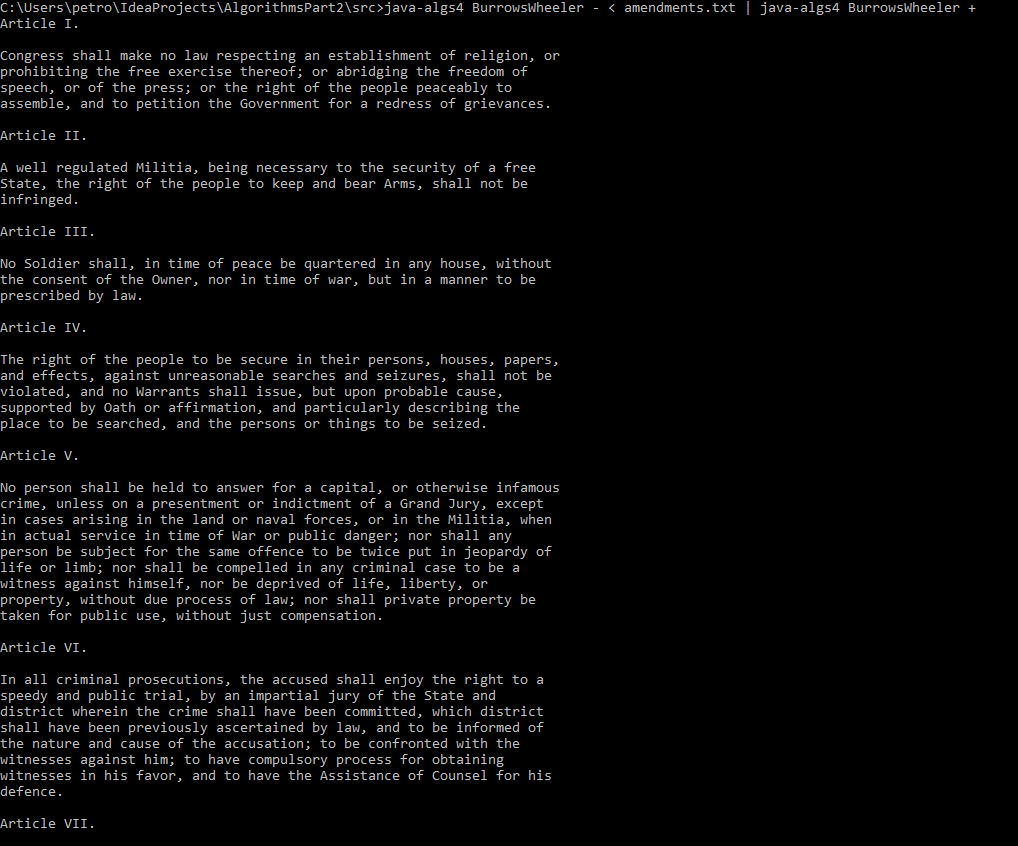 C:\Users\petro\IdeaProjects\AlgorithmsPart2\src>java-algs4 BurrowsWheeler - < amendments.txt | java-algs4 BurrowsWheeler +
Article I.
Congress shall make no law respecting an establishment of religion, or
prohibiting the free exercise thereof; or abridging the freedom of
speech, or of the press; or the right of the people peaceably to
assemble, and to petition the Government for a redress of grievances.
Article II.
A well regulated Militia, being necessary to the security of a free
State, the right of the people to keep and bear Arms, shall not be
infringed.
Article III.
No Soldier shall, in time of peace be quartered in any house, without
the consent of the Owner, nor in time of war, but in a manner to be
prescribed by law.
Article IV.
The right of the people to be secure in their persons, houses, papers,
and effects, against unreasonable searches and seizures, shall not be
violated, and no Warrants shall issue, but upon probable cause,
supported by Oath or affirmation, and particularly describing the
place to be searched, and the persons or things to be seized.
Article V.
No person shall be held to answer for a capital, or otherwise infamous
crime, unless on a presentment or indictment of a Grand Jury, except
in cases arising in the land or naval forces, or in the Militia, when
in actual service in time of War or public danger; nor shall any
person be subject for the same offence to be twice put in jeopardy of
life or limb; nor shall be compelled in any criminal case to be a
witness against himself, nor be deprived of life, liberty, or
property, without due process of law; nor shall private property be
taken for public use, without just compensation.
Article VI.
In all criminal prosecutions, the accused shall enjoy the right to a
speedy and public trial, by an impartial jury of the State and
district wherein the crime shall have been committed, which district
shall have been previously ascertained by law, and to be informed of
the nature and cause of the accusation; to be confronted with the
witnesses against him; to have compulsory process for obtaining
witnesses in his favor, and to have the Assistance of Counsel for his
defence.
Article VII.